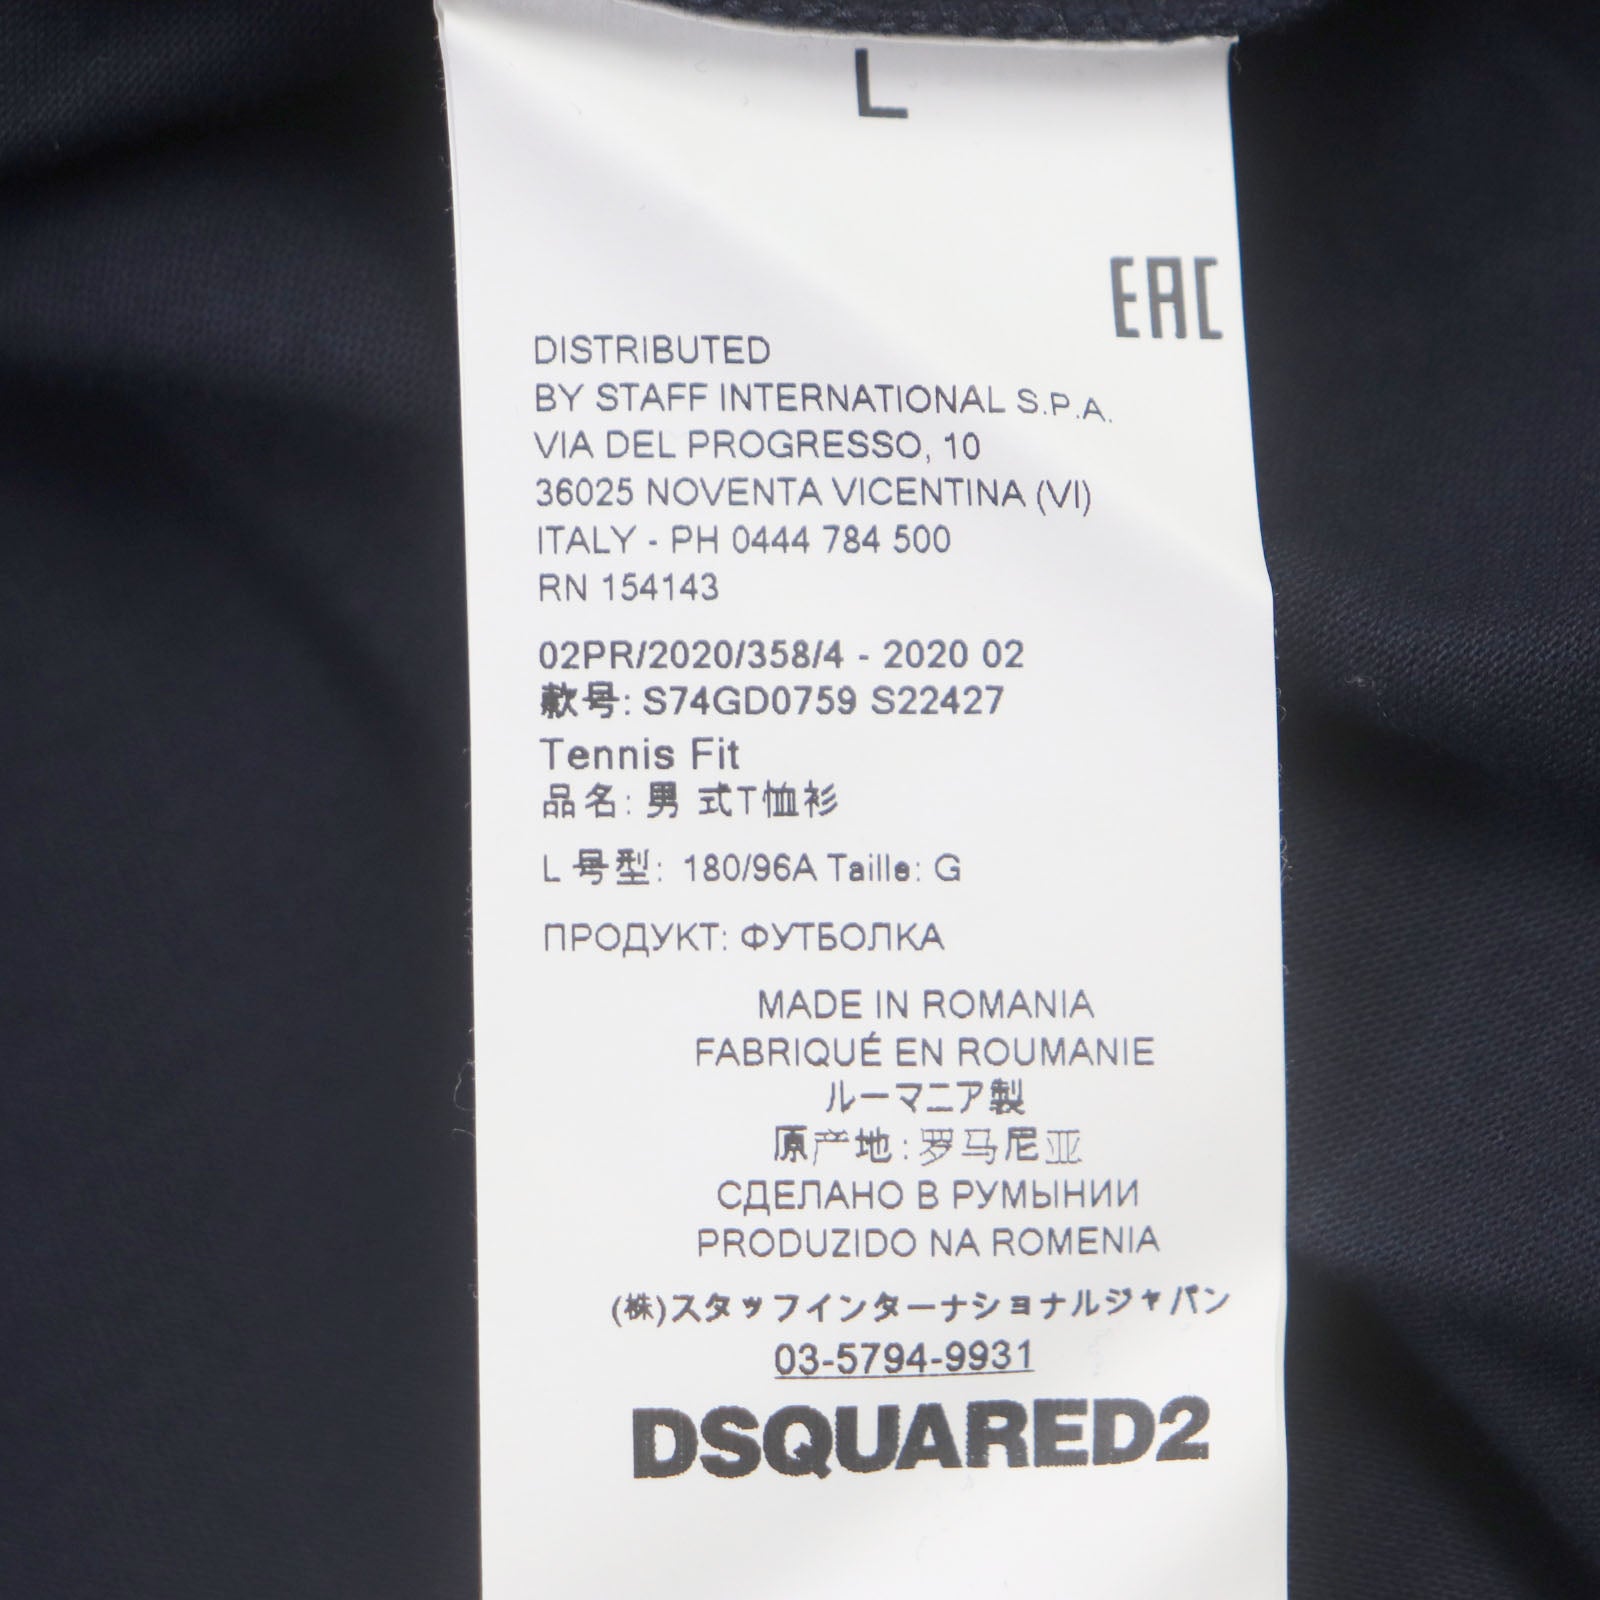 L
EAC
DISTRIBUTED
BY STAFF INTERNATIONAL S.P.A.
VIA DEL PROGRESSO, 10
36025 NOVENTA VICENTINA (VI)
ITALY - PH 0444 784 500
RN 154143
02PR/2020/358/4 - 2020 02
款号: S74GD0759 S22427
Tennis Fit
品名: 男 式T恤衫
L 号型: 180/96A Taille: G
ПРОДУКТ: ФУТБОЛКА
MADE IN ROMANIA
FABRIQUÉ EN ROUMANIE
ルーマニア製
原产地: 罗马尼亚
СДЕЛАНО В РУМЫНИИ
PRODUZIDO NA ROMENIA
(株)スタッフインターナショナルジャパン
03-5794-9931
DSQUARED2